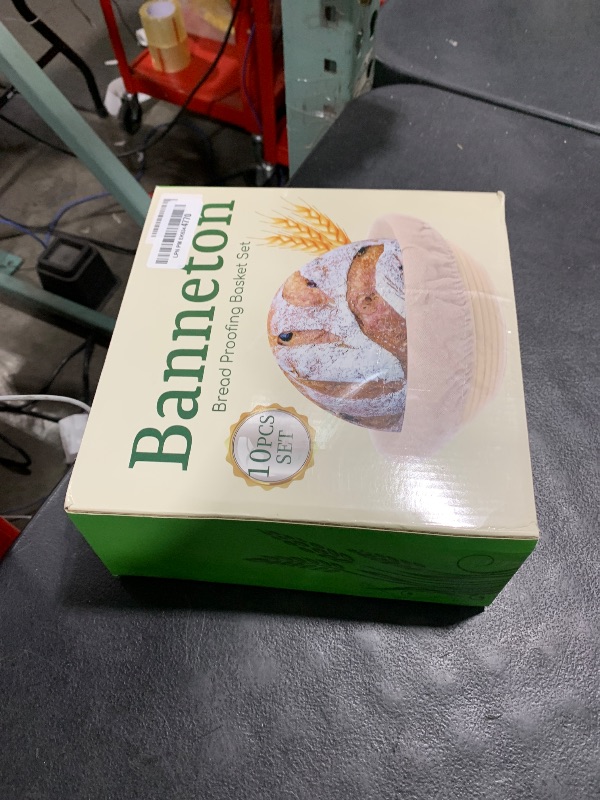 Banneton
Bread Proofing Basket Set
10PCS
SET